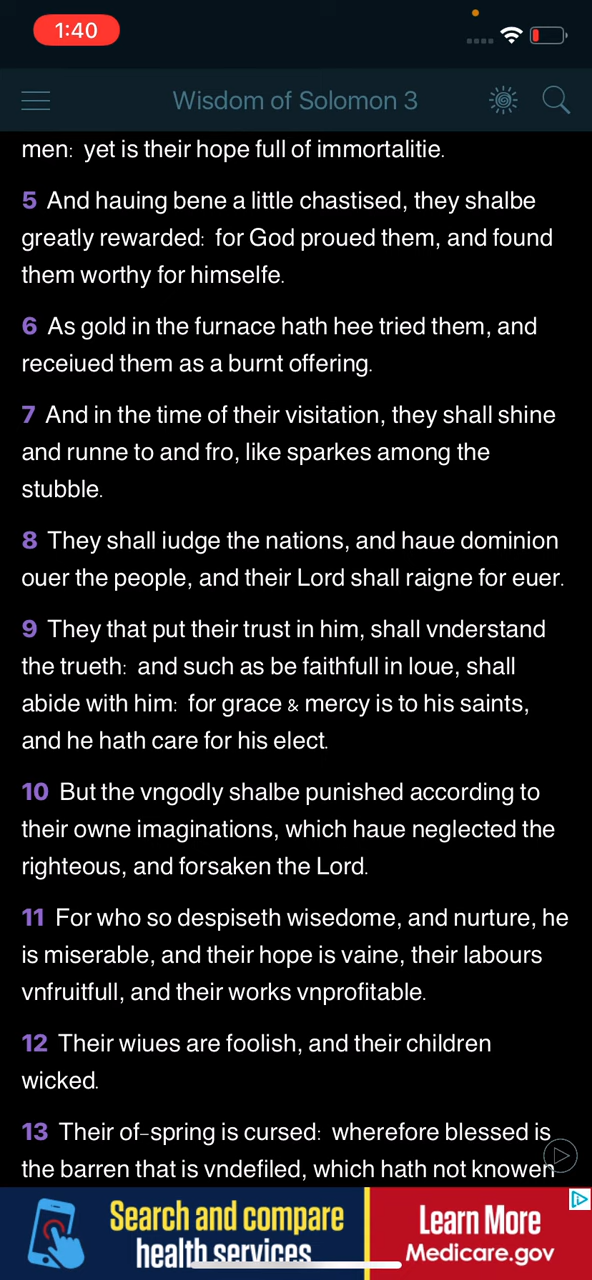 1:40
Wisdom of Solomon 3
men: yet is their hope full of immortalitie.
5 And hauing bene a little chastised, they shalbe
greatly rewarded: for God proued them, and found
them worthy for himselfe.
6 As gold in the furnace hath hee tried them, and
receiued them as a burnt offering.
7 And in the time of their visitation, they shall shine
and runne to and fro, like sparkes among the
stubble.
8 They shall iudge the nations, and haue dominion
ouer the people, and their Lord shall raigne for euer.
9 They that put their trust in him, shall vnderstand
the trueth: and such as be faithfull in loue, shall
abide with him: for grace & mercy is to his saints,
and he hath care for his elect.
10 But the vngodly shalbe punished according to
their owne imaginations, which haue neglected the
righteous, and forsaken the Lord.
11 For who so despiseth wisedome, and nurture, he
is miserable, and their hope is vaine, their labours
vnfruitfull, and their works vnprofitable.
12 Their wiues are foolish, and their children
wicked.
13 Their of-spring is cursed: wherefore blessed is
the barren that is vndefiled, which hath not knowen
Search and compare
health services
Learn More
Medicare.gov